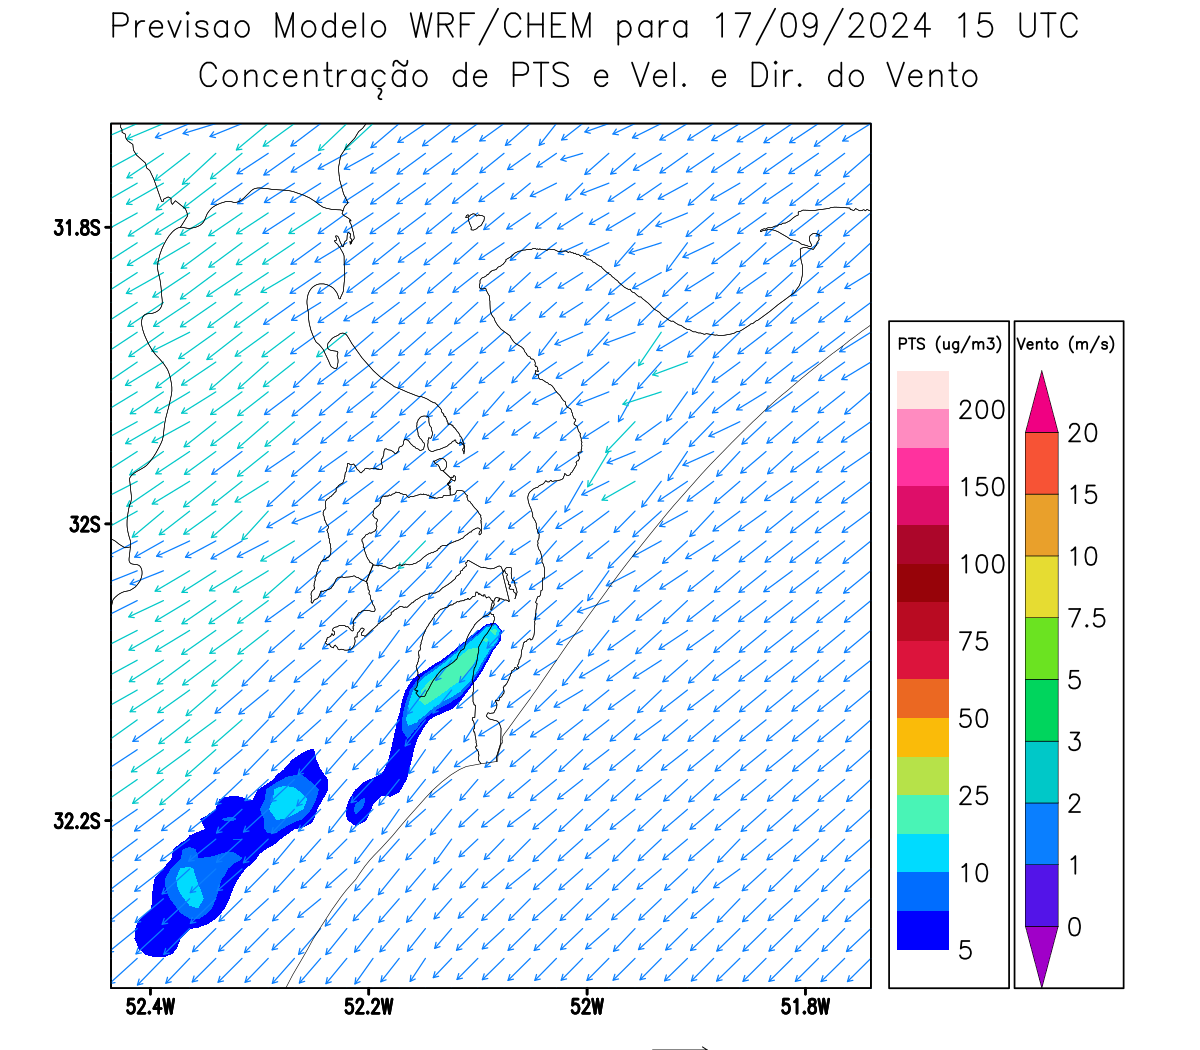 Previsao Modelo WRF/CHEM para 17/09/2024 15 UTC
Concentração de PTS e Vel. e Dir. do Vento
31.8S
32S
32.2S
52.4W 52.2W 52W 51.8W
PTS (ug/m3)
200
150
100
75
50
25
10
5
Vento (m/s)
20
15
10
7.5
5
3
2
1
0